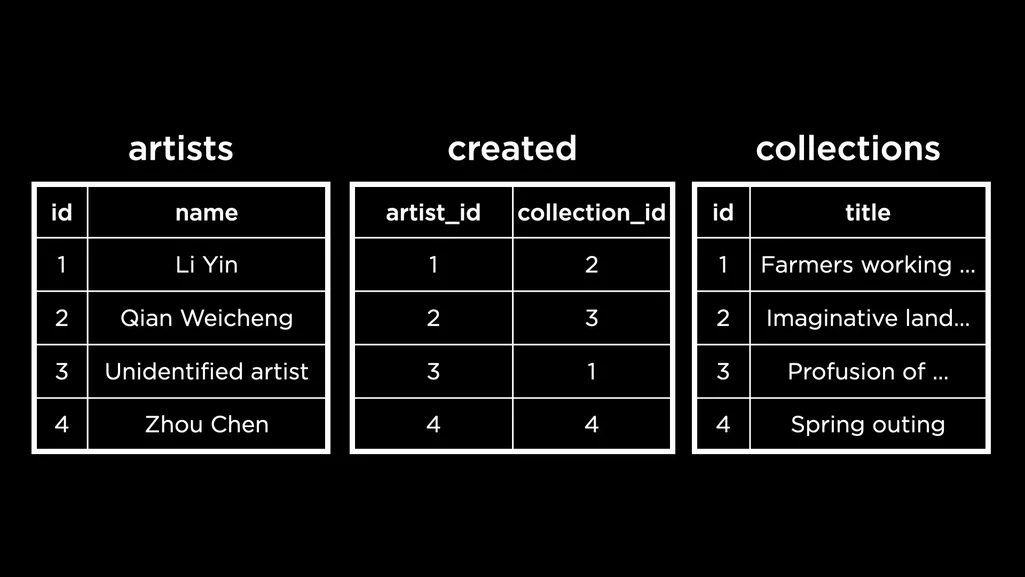 artists created collections
id name artist_id collection_id id title
1 Li Yin 1 2 1 Farmers working ...
2 Qian Weicheng 2 3 2 Imaginative land...
3 Unidentified artist 3 1 3 Profusion of ...
4 Zhou Chen 4 4 4 Spring outing